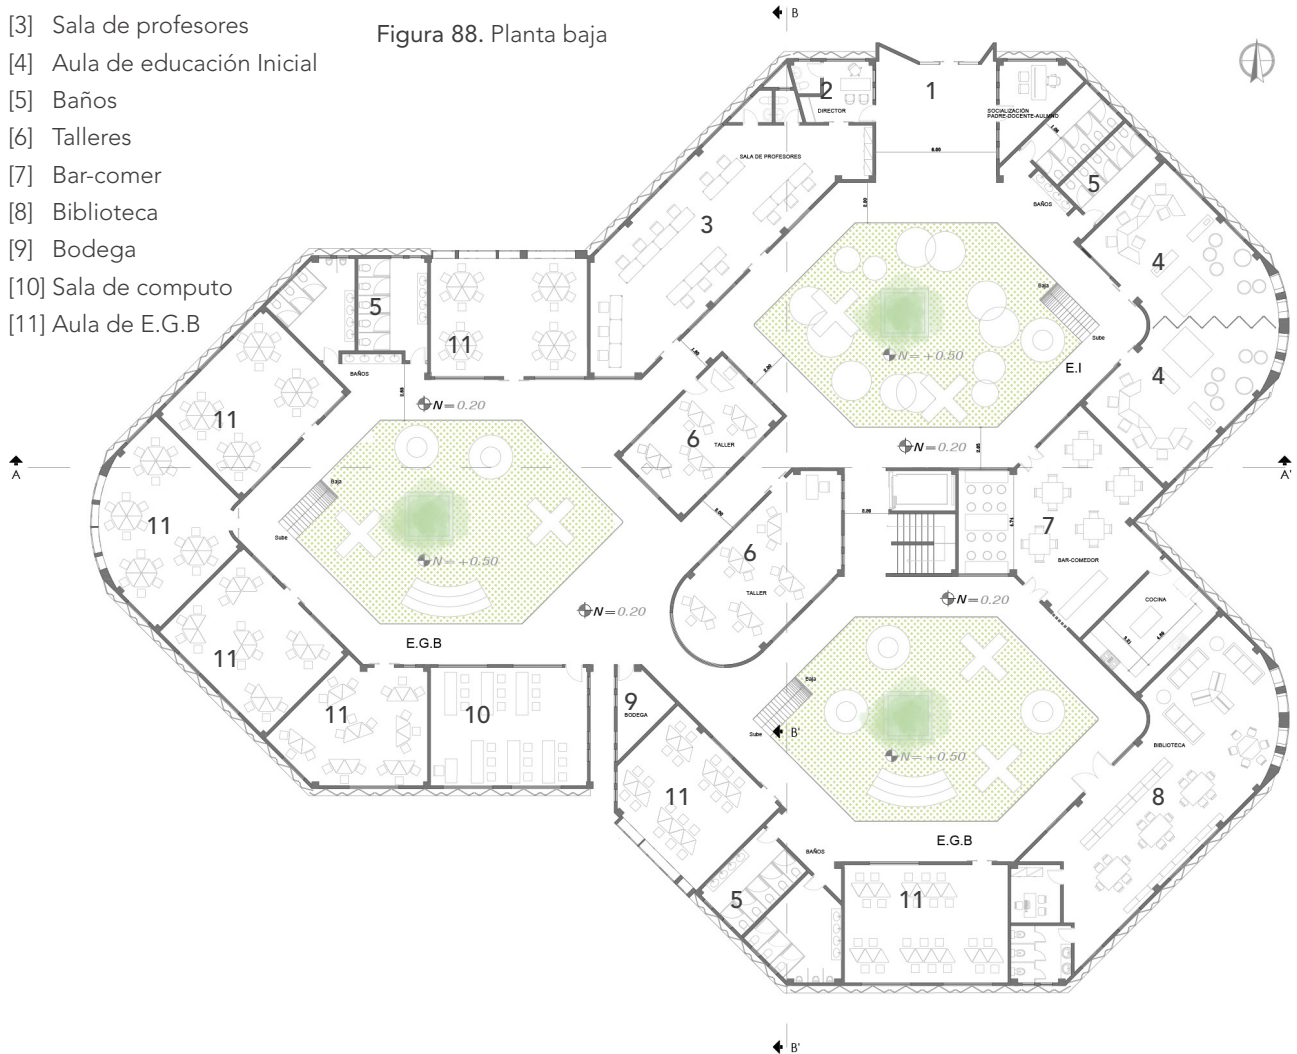 [3] Sala de profesores
[4] Aula de educación Inicial
[5] Baños
[6] Talleres
[7] Bar-comer
[8] Biblioteca
[9] Bodega
[10] Sala de computo
[11] Aula de E.G.B
Figura 88. Planta baja
B
2
DIRECTOR
1
SOCIALIZACIÓN
PADRE-DOCENTE-AULMNO
SALA DE PROFESORES
6.00
5
BAÑOS
3
4
Baja
Sube
N=+0.50
E.I
4
5
11
BAÑOS
N=0.20
11
6
TALLER
N=0.20
A
A'
Baja
Sube
11
N=+0.50
6
TALLER
7
BAR-COMEDOR
N=0.20
COCINA
N=0.20
E.G.B
11
11
10
9
BODEGA
Baja
Sube
B'
N=+0.50
BIBLIOTECA
8
11
E.G.B
BAÑOS
5
11
B'